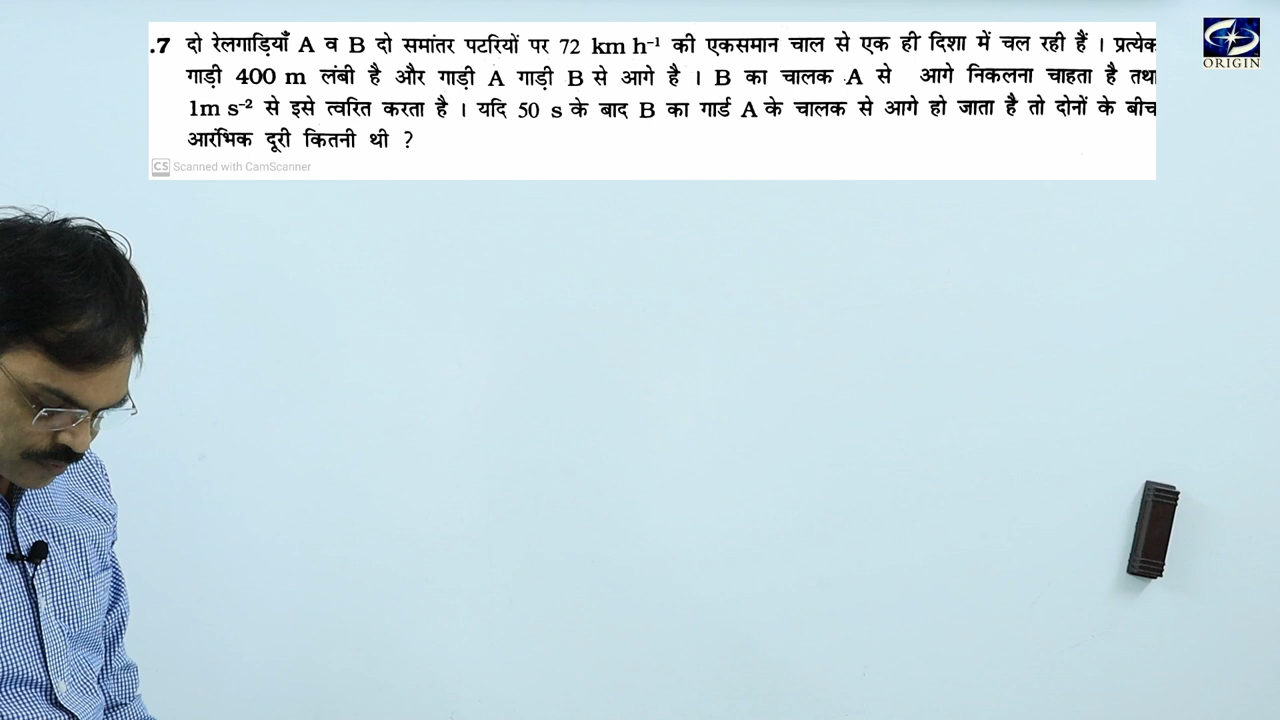 .7 दो रेलगाड़ियाँ A व B दो समांतर पटरियों पर 72 km h⁻¹ की एकसमान चाल से एक ही दिशा में चल रही हैं । प्रत्येक
गाड़ी 400 m लंबी है और गाड़ी A गाड़ी B से आगे है । B का चालक A से आगे निकलना चाहता है तथा
1m s⁻² से इसे त्वरित करता है । यदि 50 s के बाद B का गार्ड A के चालक से आगे हो जाता है तो दोनों के बीच
आरंभिक दूरी कितनी थी ?
CS Scanned with CamScanner
ORIGIN